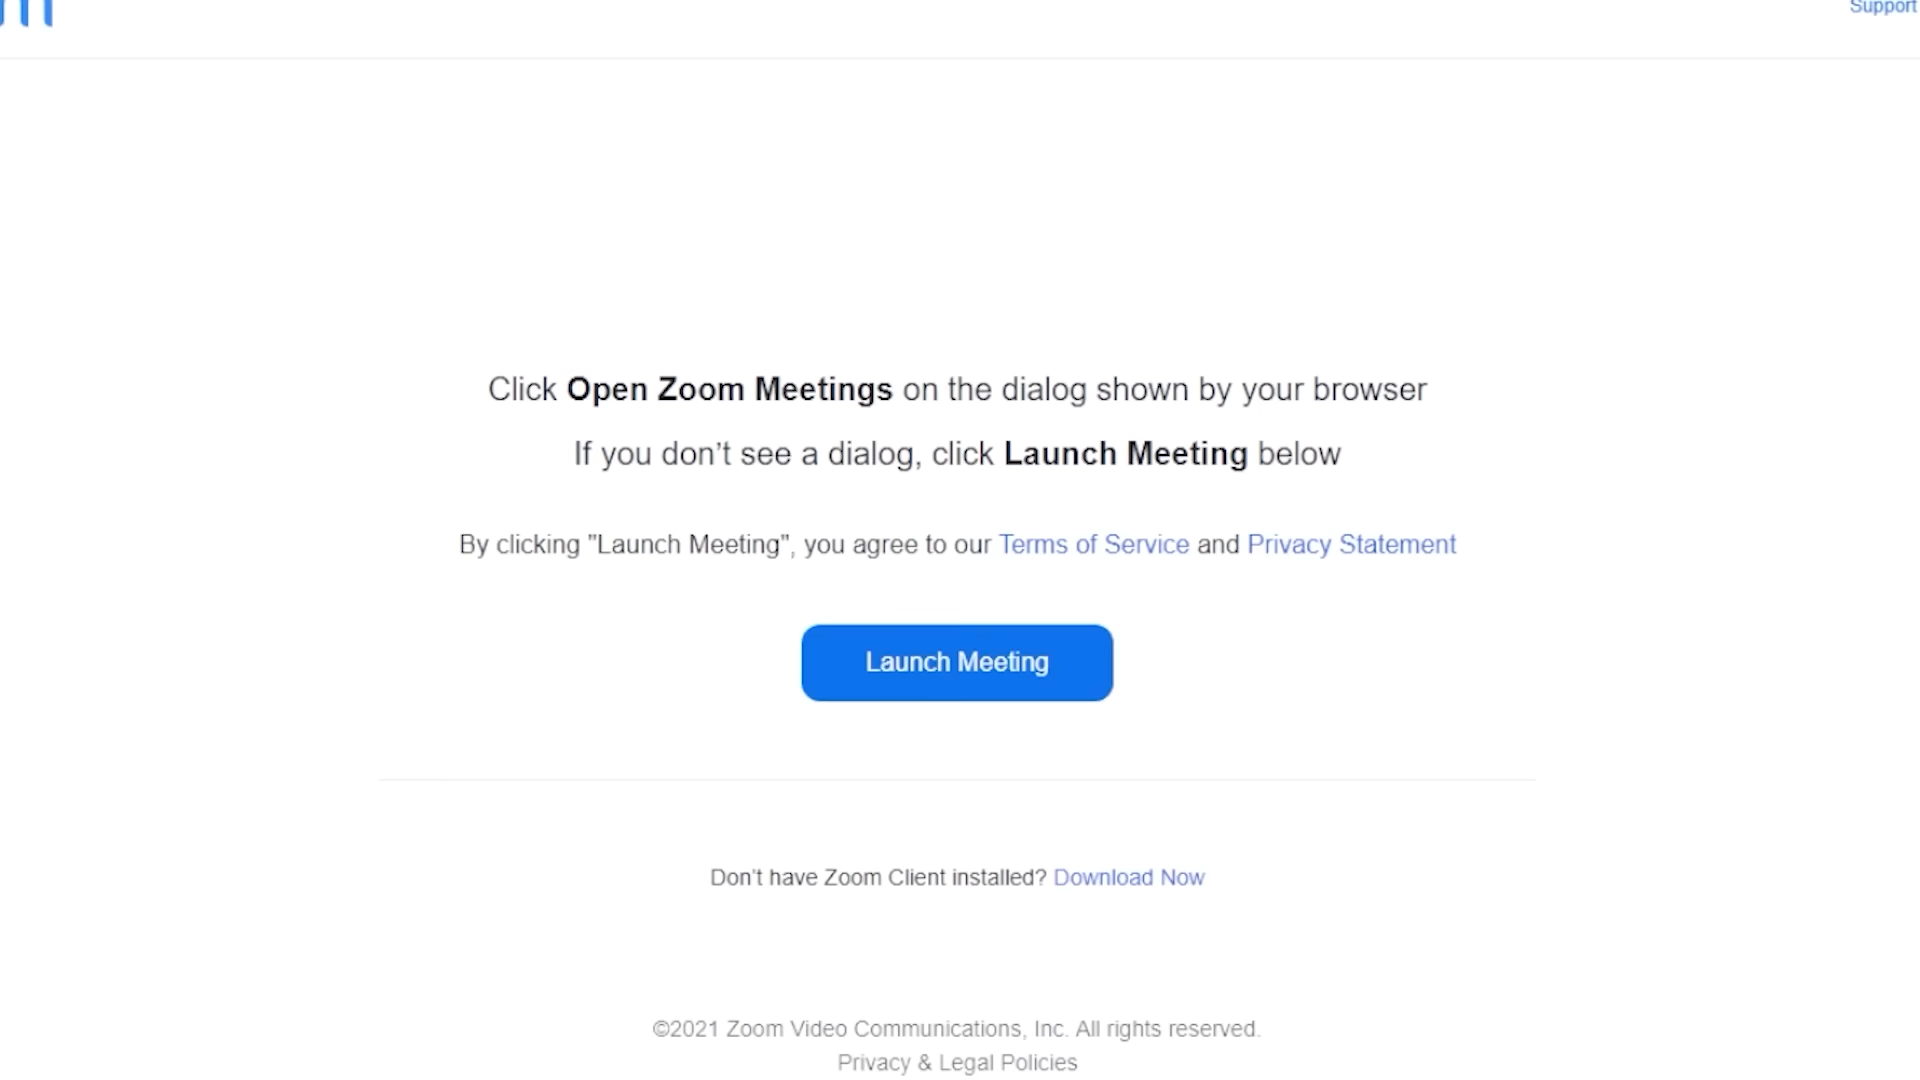 Support
Click Open Zoom Meetings on the dialog shown by your browser
If you don’t see a dialog, click Launch Meeting below
By clicking "Launch Meeting", you agree to our Terms of Service and Privacy Statement
Launch Meeting
Don't have Zoom Client installed? Download Now
©2021 Zoom Video Communications, Inc. All rights reserved.
Privacy & Legal Policies